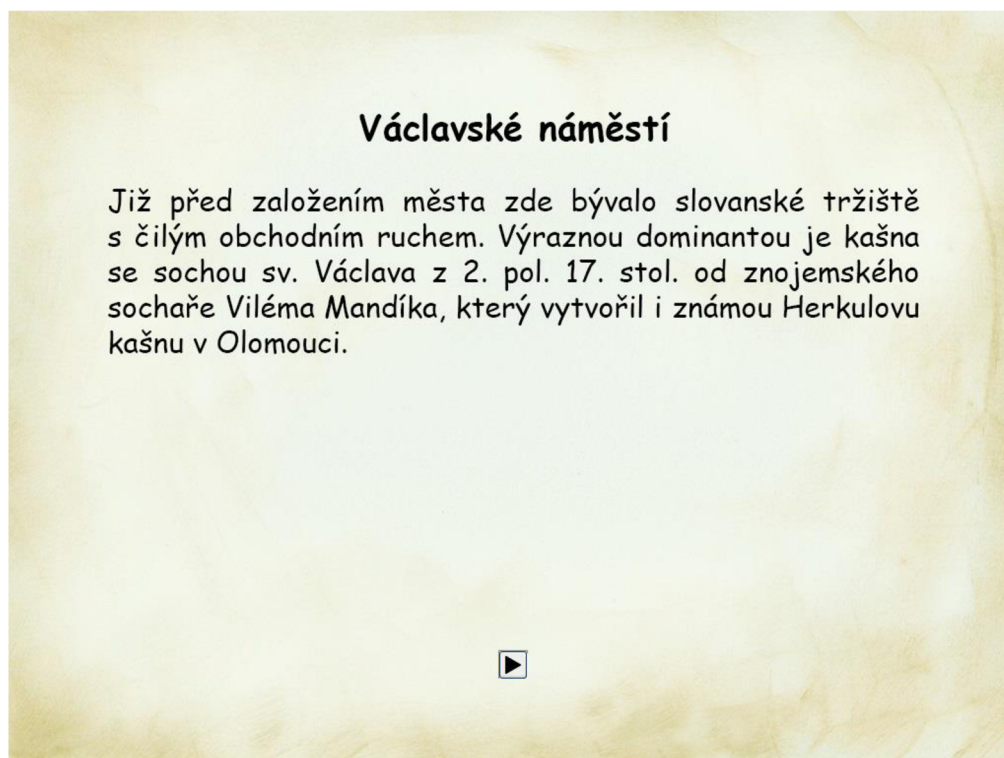 Václavské náměstí
Již před založením města zde bývalo slovanské tržiště
s čilým obchodním ruchem. Výraznou dominantou je kašna
se sochou sv. Václava z 2. pol. 17. stol. od znojemského
sochaře Viléma Mandíka, který vytvořil i známou Herkulovu
kašnu v Olomouci.